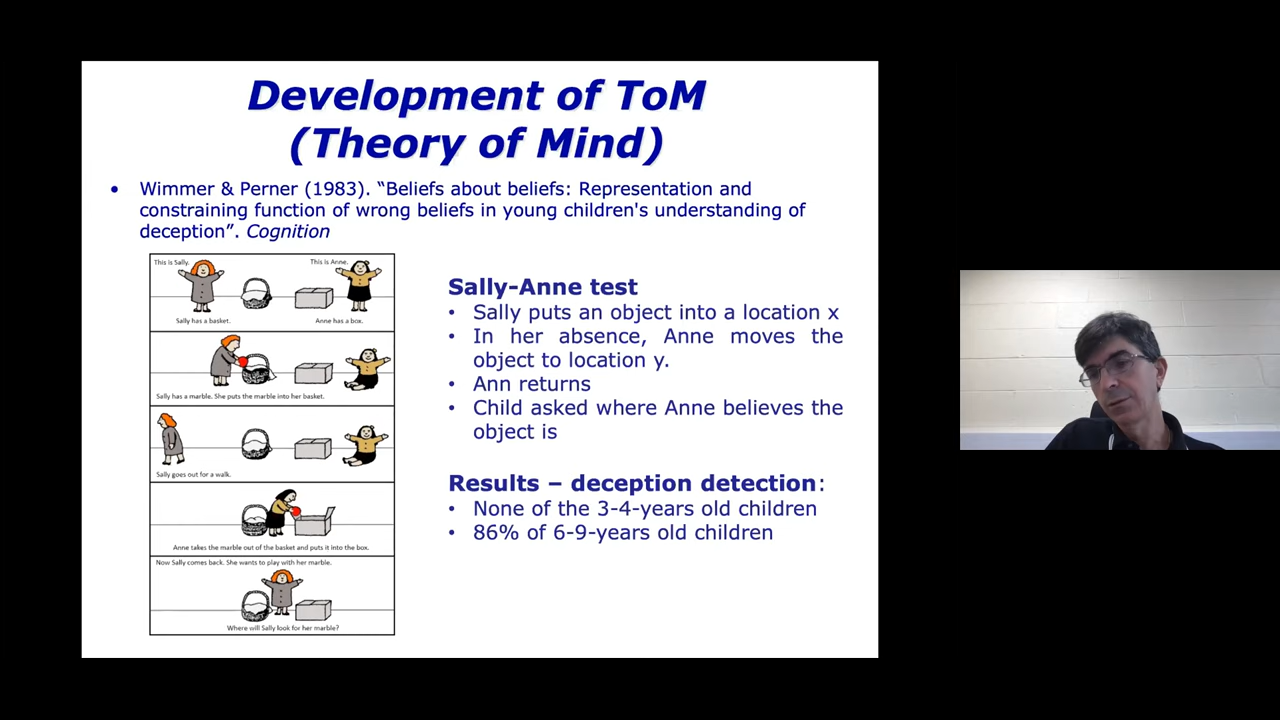 Development of ToM
(Theory of Mind)
• Wimmer & Perner (1983). “Beliefs about beliefs: Representation and
constraining function of wrong beliefs in young children's understanding of
deception”. Cognition
This is Sally.
This is Anne.
Sally has a basket.
Anne has a box.
Sally has a marble. She puts the marble into her basket.
Sally goes out for a walk.
Anne takes the marble out of the basket and puts it into the box.
Now Sally comes back. She wants to play with her marble.
Where will Sally look for her marble?
Sally-Anne test
• Sally puts an object into a location x
• In her absence, Anne moves the
object to location y.
• Ann returns
• Child asked where Anne believes the
object is
Results – deception detection:
• None of the 3-4-years old children
• 86% of 6-9-years old children